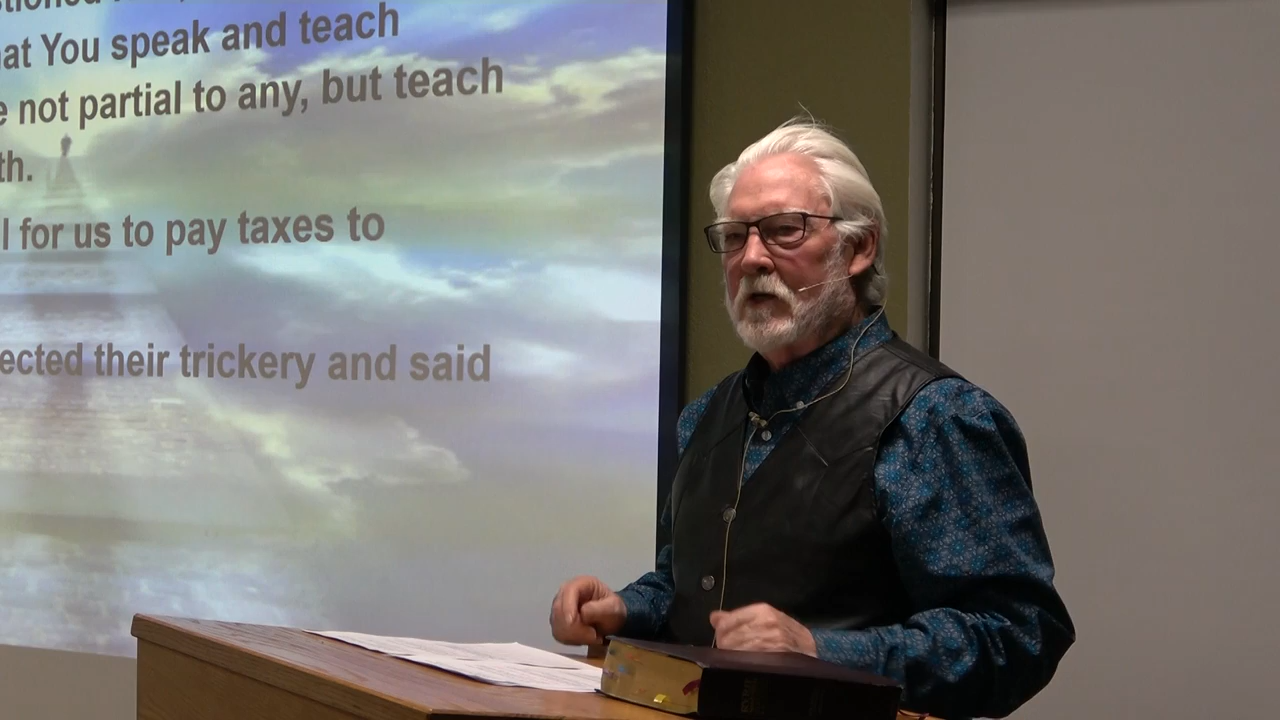 at You speak and teach
not partial to any, but teach
th.
l for us to pay taxes to
ected their trickery and said